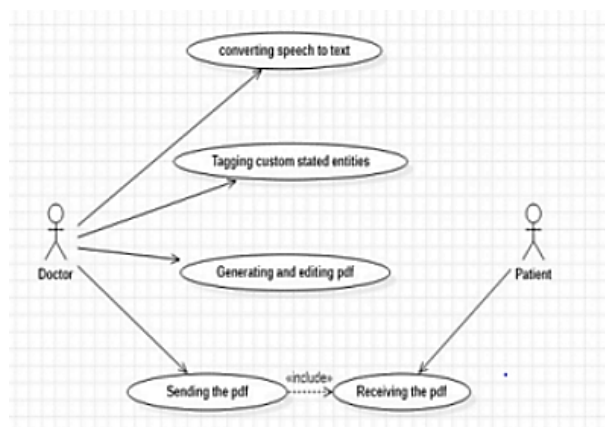 converting speech to text
Tagging custom stated entities
Doctor
Generating and editing pdf
Patient
«include»
Sending the pdf
Receiving the pdf